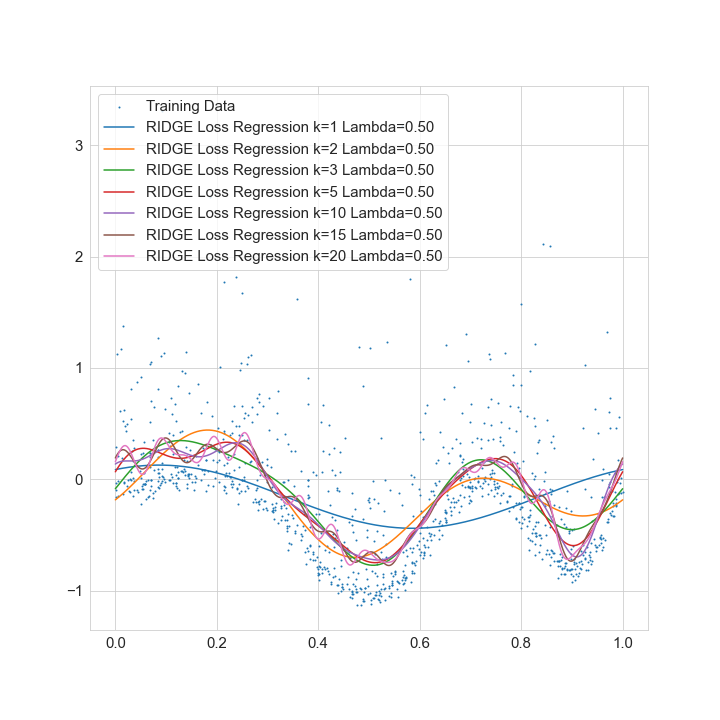 Training Data
RIDGE Loss Regression k=1 Lambda=0.50
RIDGE Loss Regression k=2 Lambda=0.50
RIDGE Loss Regression k=3 Lambda=0.50
RIDGE Loss Regression k=5 Lambda=0.50
RIDGE Loss Regression k=10 Lambda=0.50
RIDGE Loss Regression k=15 Lambda=0.50
RIDGE Loss Regression k=20 Lambda=0.50
3
2
1
0
−1
0.0 0.2 0.4 0.6 0.8 1.0